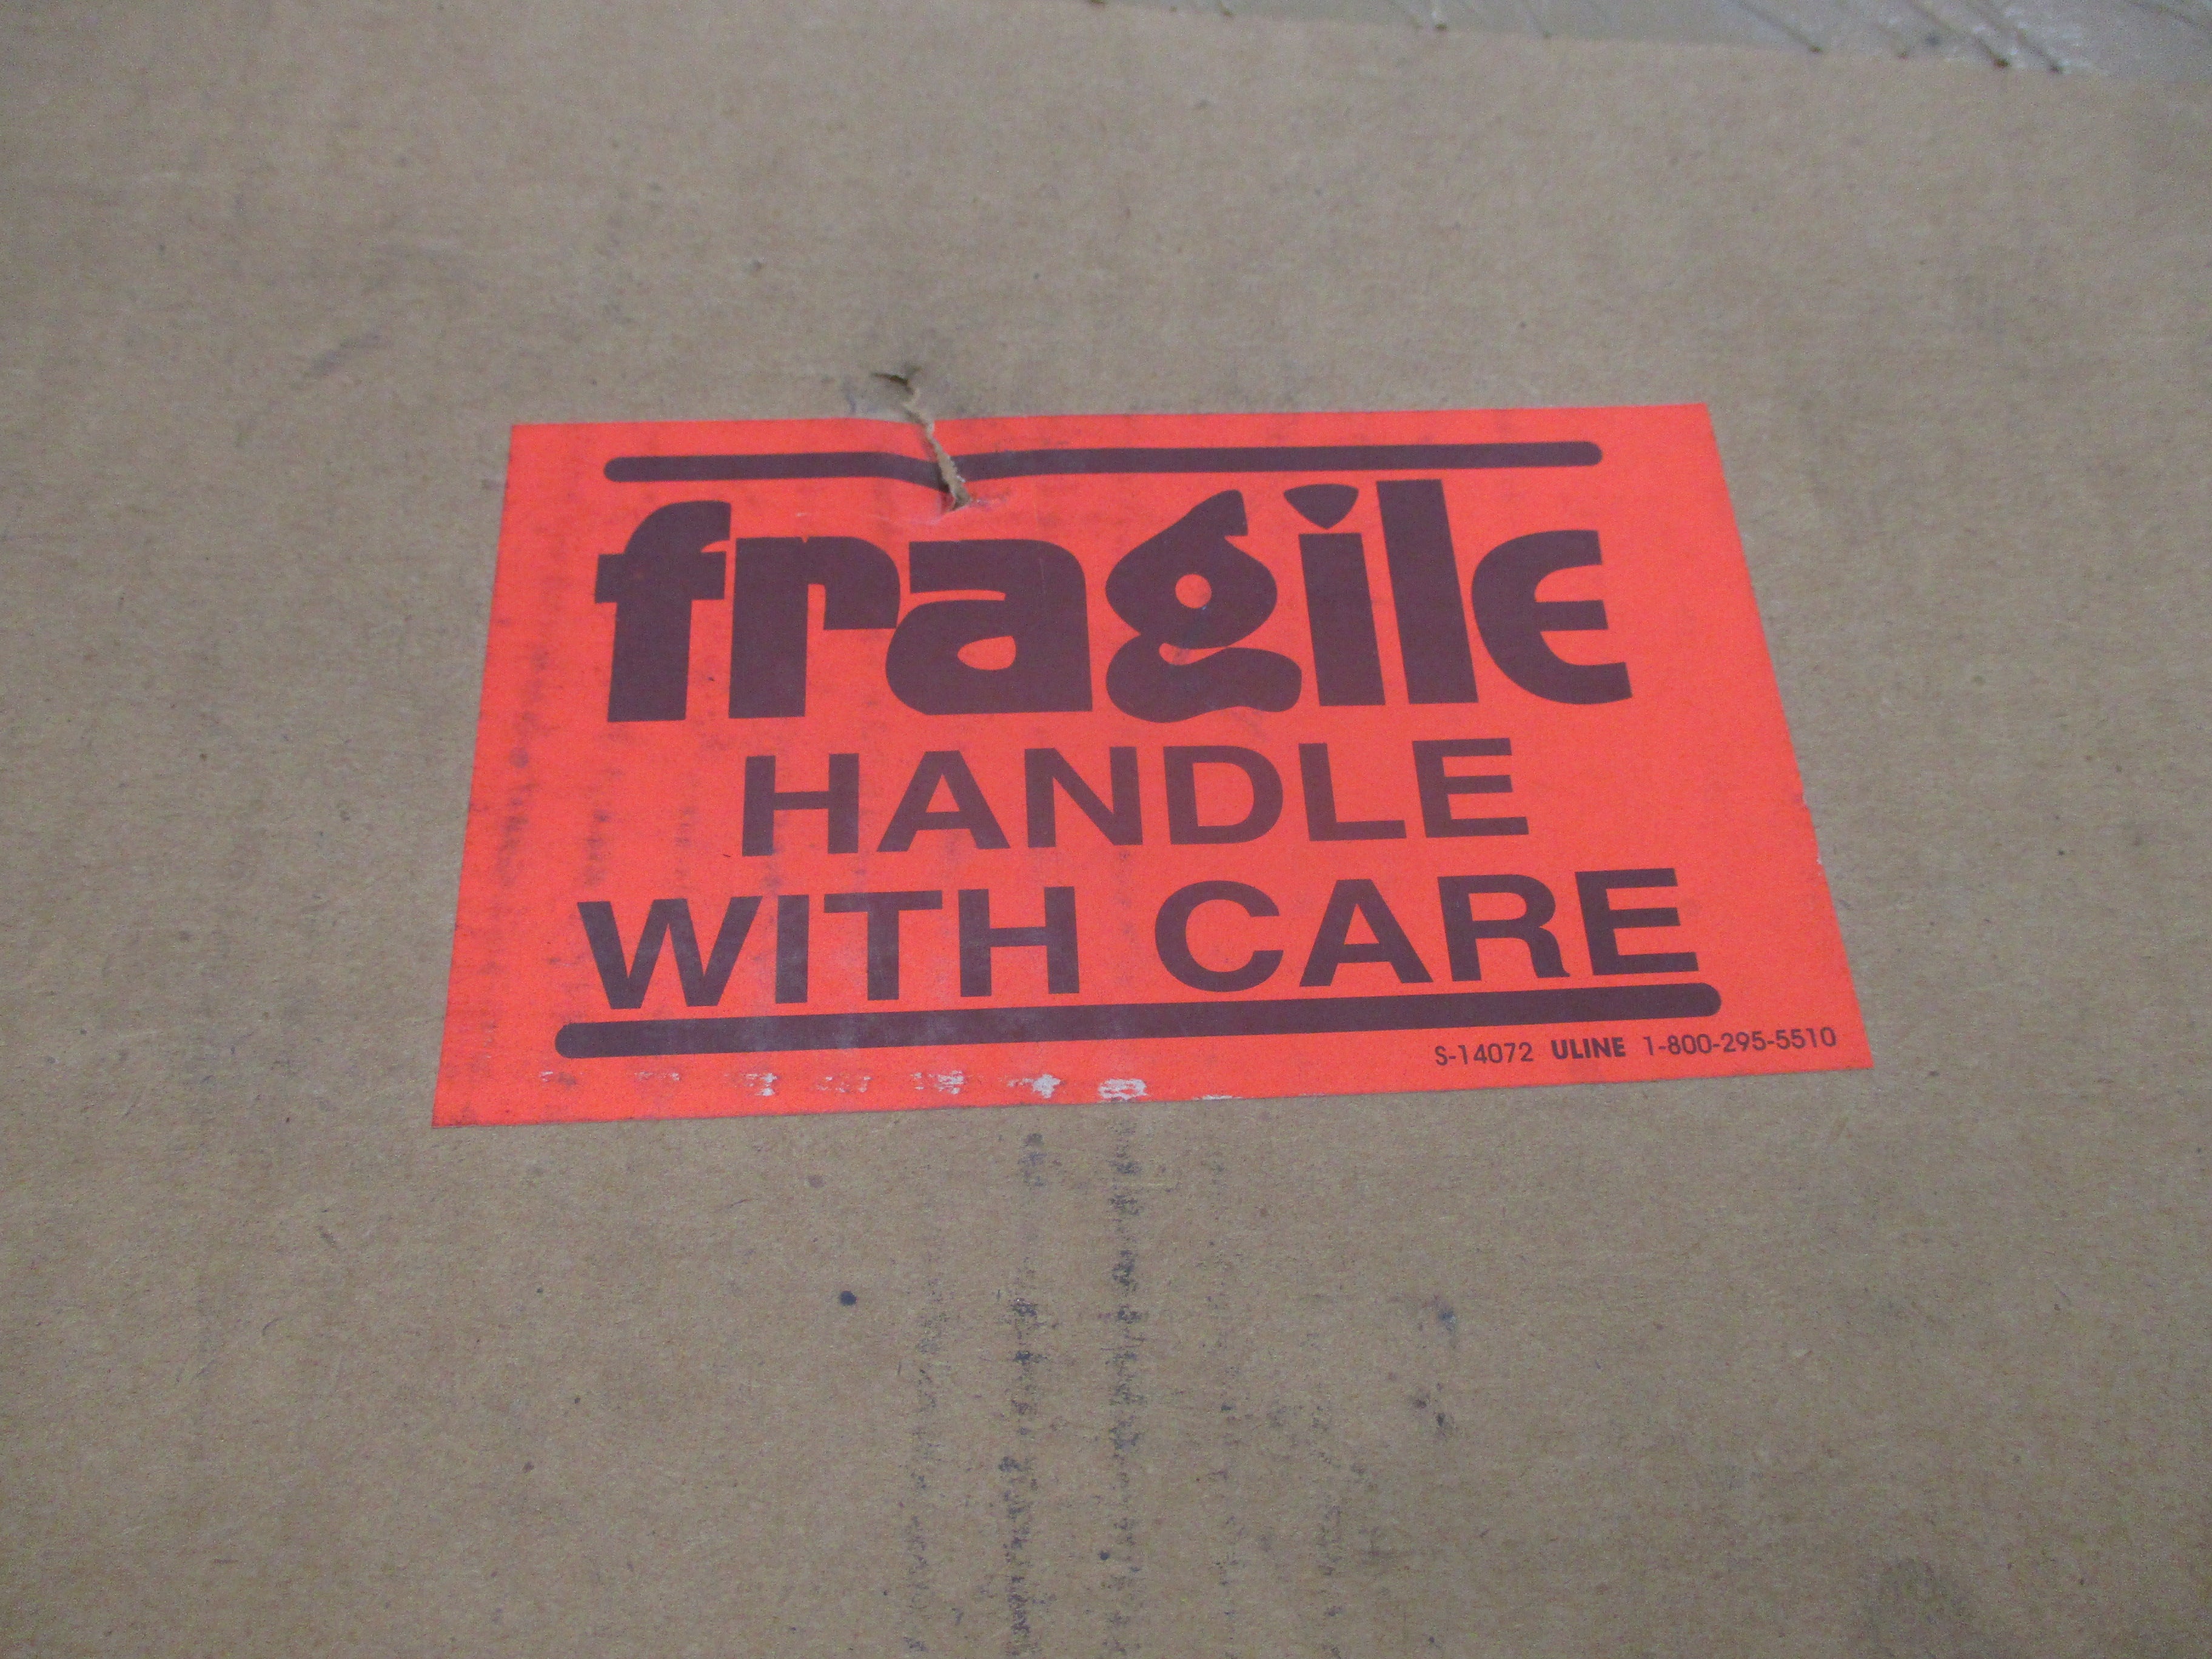 fragile
HANDLE
WITH CARE
S-14072 ULINE 1-800-295-5510